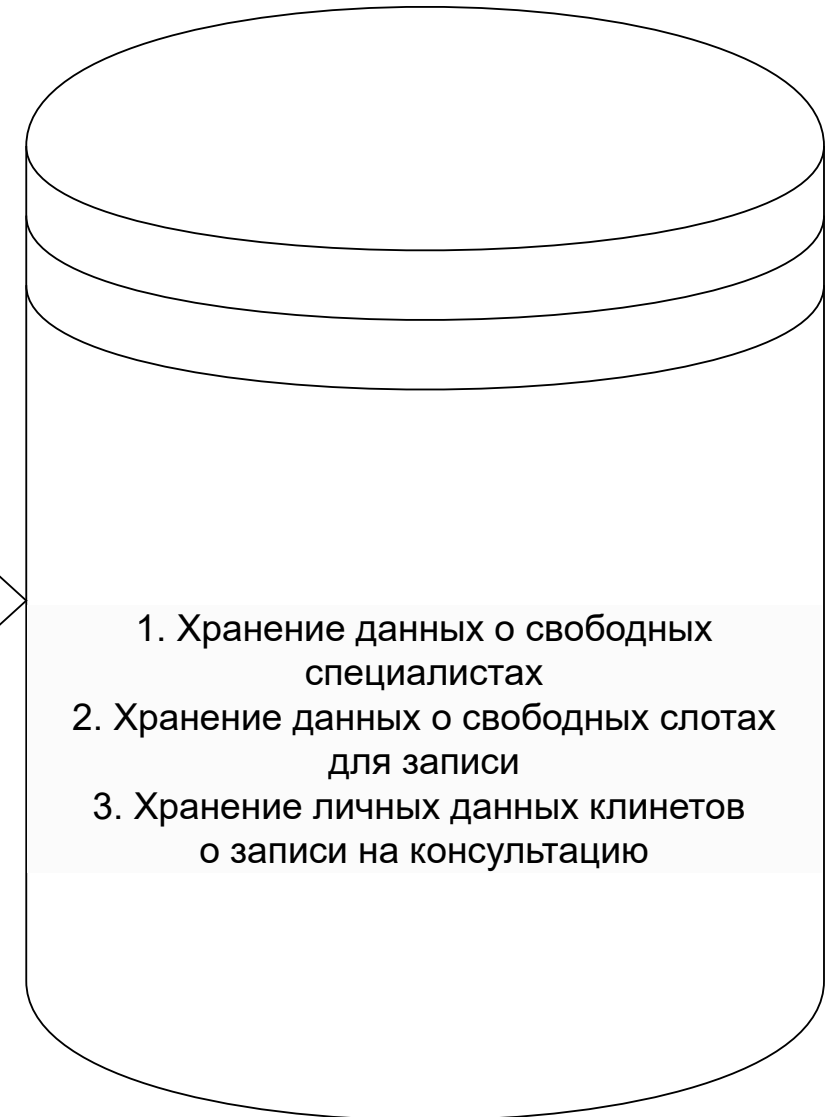 1. Хранение данных о свободных
специалистах
2. Хранение данных о свободных слотах
для записи
3. Хранение личных данных клинетов
о записи на консультацию